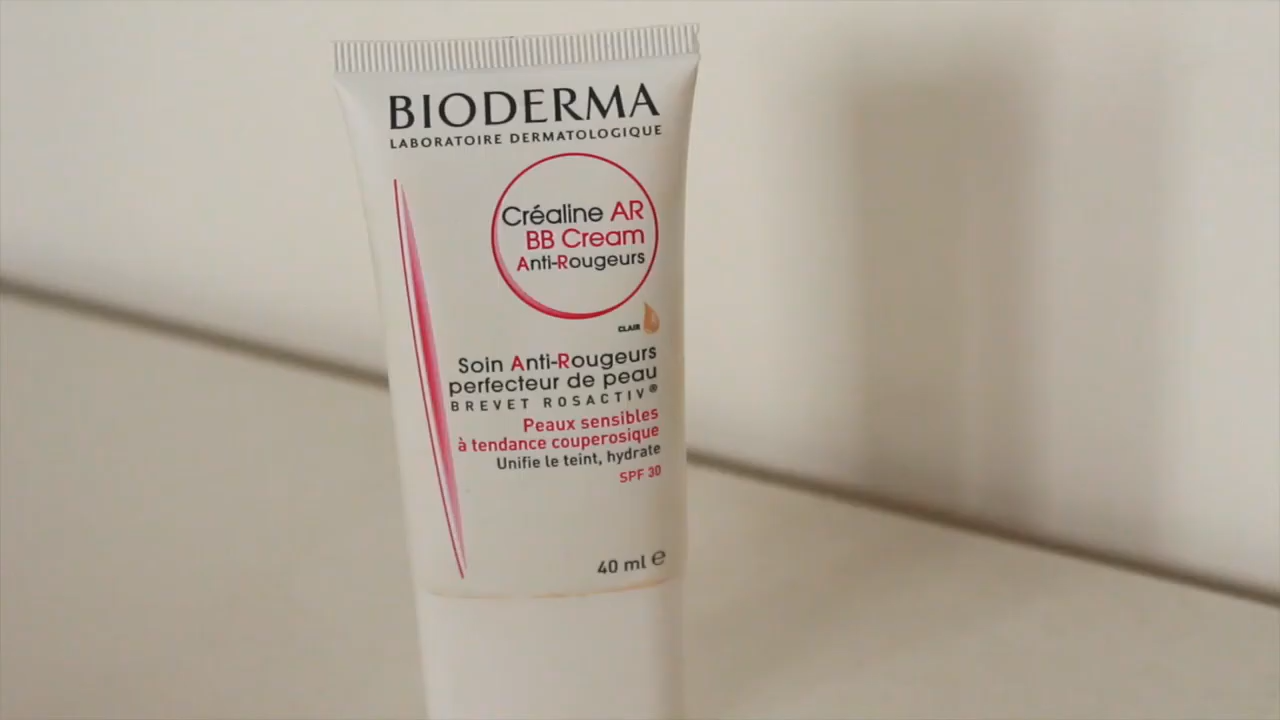 BIODERMA
LABORATOIRE DERMATOLOGIQUE
Créaline AR
BB Cream
Anti-Rougeurs
CLAIR
Soin Anti-Rougeurs
perfecteur de peau
BREVET ROSACTIV®
Peaux sensibles
à tendance couperosique
Unifie le teint, hydrate
SPF 30
40 ml e